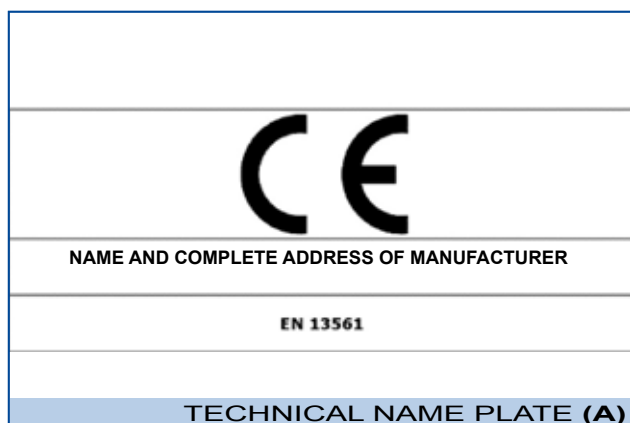 CE
NAME AND COMPLETE ADDRESS OF MANUFACTURER
EN 13561
TECHNICAL NAME PLATE (A)